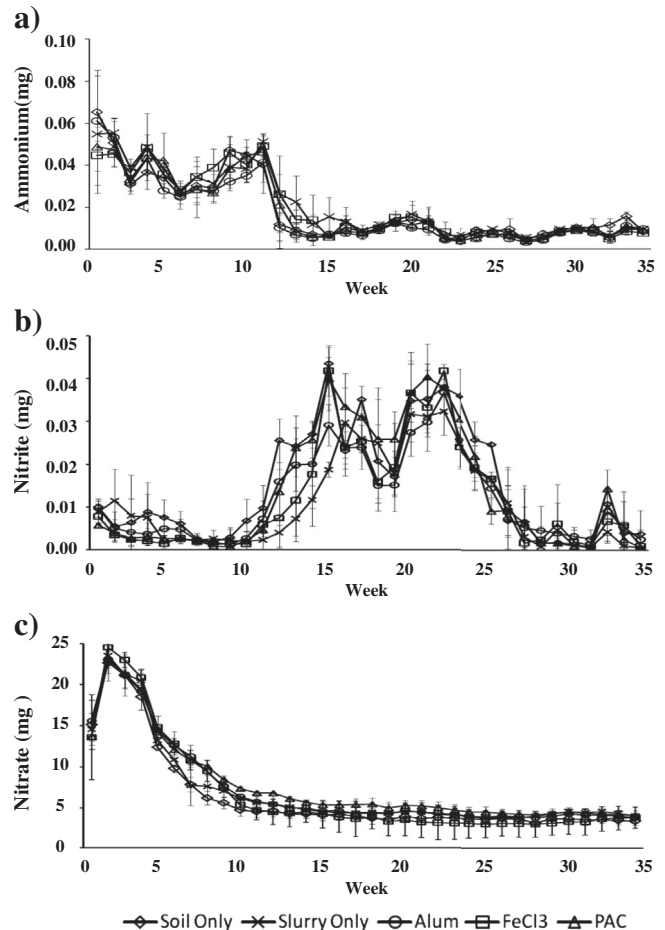 a)
0.10
0.08
0.06
0.04
0.02
0.00
Ammonium(mg)
0 5 10 15 20 25 30 35
Week
b)
0.05
0.04
0.03
0.02
0.01
0.00
Nitrite (mg)
0 5 10 15 20 25 30 35
Week
c)
25
20
15
10
5
0
Nitrate (mg )
0 5 10 15 20 25 30 35
Week
Soil Only Slurry Only Alum FeCl3 PAC